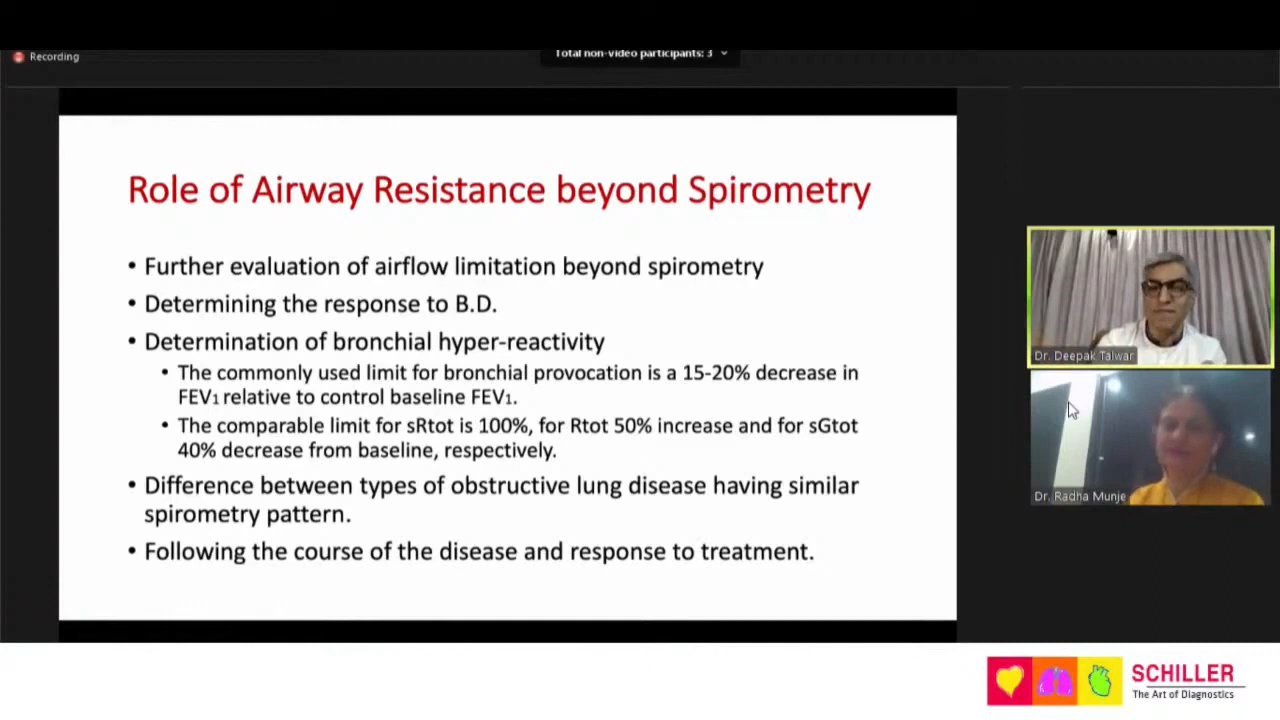 Recording
Total non-video participants: 3
Role of Airway Resistance beyond Spirometry
• Further evaluation of airflow limitation beyond spirometry
• Determining the response to B.D.
• Determination of bronchial hyper-reactivity
• The commonly used limit for bronchial provocation is a 15-20% decrease in
FEV1 relative to control baseline FEV1.
• The comparable limit for sRtot is 100%, for Rtot 50% increase and for sGtot
40% decrease from baseline, respectively.
• Difference between types of obstructive lung disease having similar
spirometry pattern.
• Following the course of the disease and response to treatment.
Dr. Deepak Talwar
Dr. Radha Munje
SCHILLER
The Art of Diagnostics